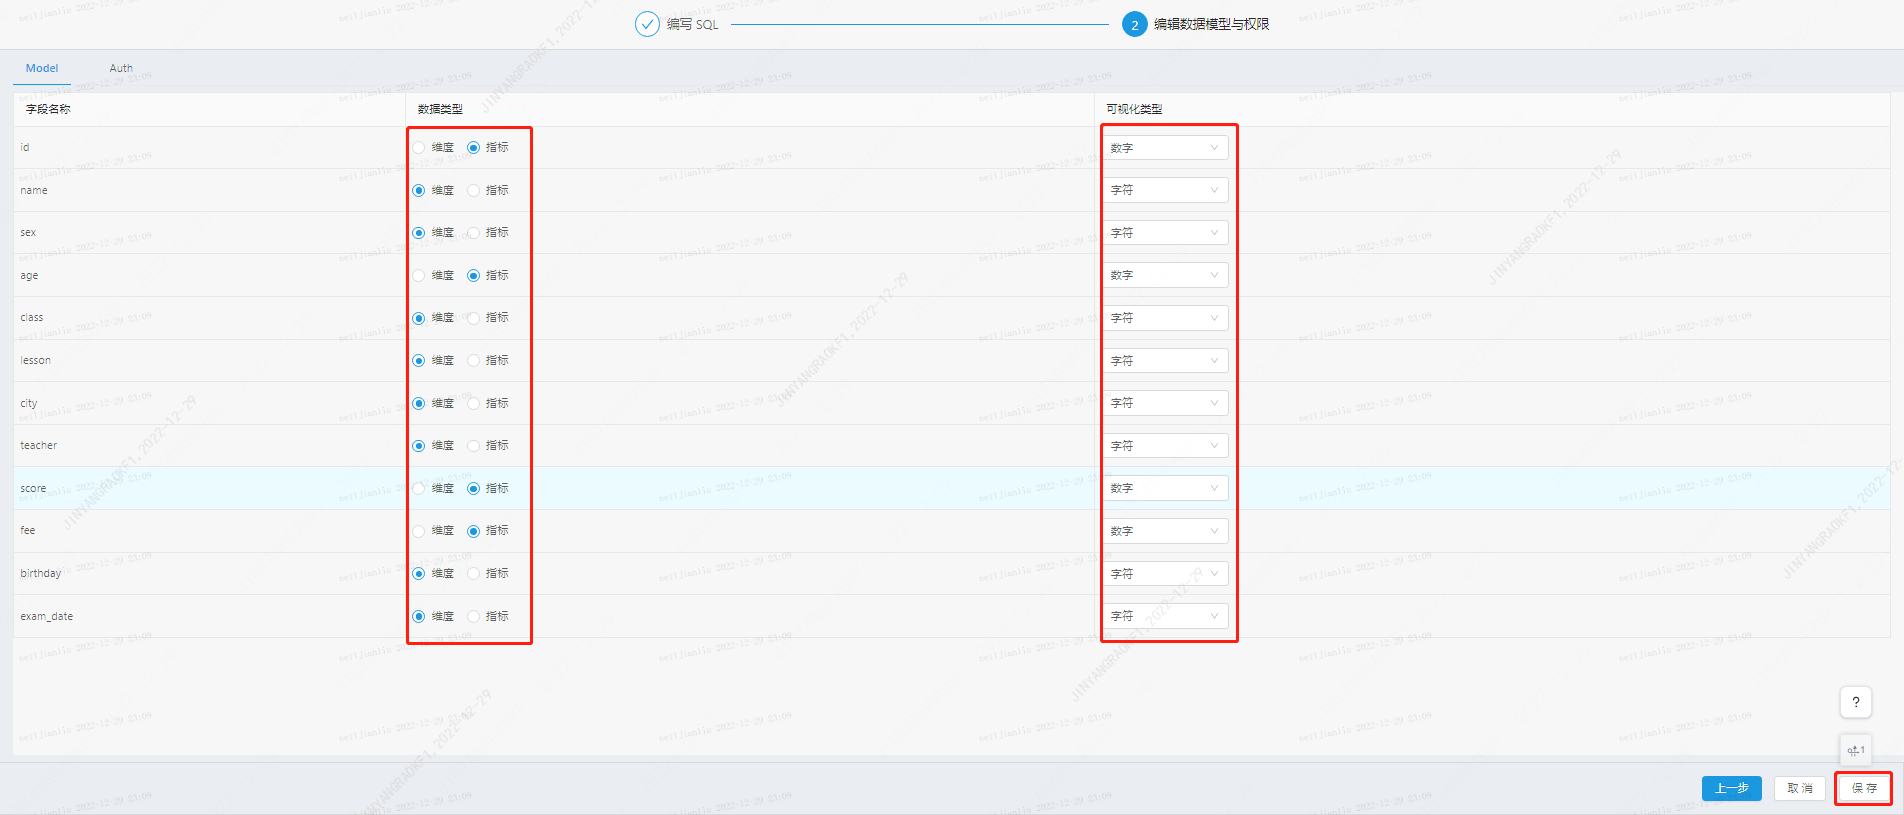 编写 SQL
2 编辑数据模型与权限
Model Auth
字段名称 数据类型 可视化类型
id 维度 指标 数字
name 维度 指标 字符
sex 维度 指标 字符
age 维度 指标 数字
class 维度 指标 字符
lesson 维度 指标 字符
city 维度 指标 字符
teacher 维度 指标 字符
score 维度 指标 数字
fee 维度 指标 数字
birthday 维度 指标 字符
exam_date 维度 指标 字符
?
上一步 取 消 保 存